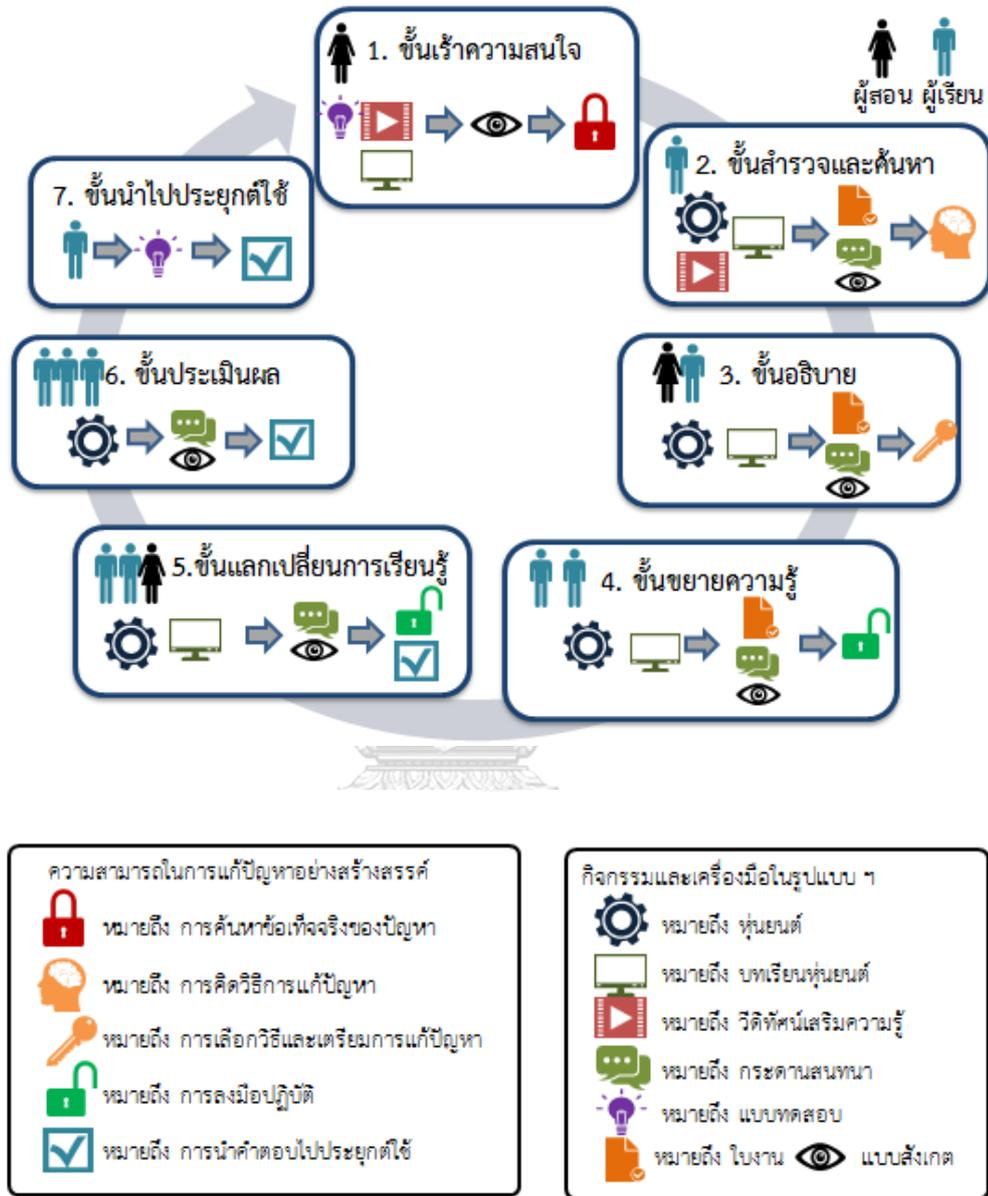 1. ขั้นเร้าความสนใจ
ผู้สอน ผู้เรียน
2. ขั้นสำรวจและค้นหา
3. ขั้นอธิบาย
4. ขั้นขยายความรู้
5.ขั้นแลกเปลี่ยนการเรียนรู้
6. ขั้นประเมินผล
7. ขั้นนำไปประยุกต์ใช้
ความสามารถในการแก้ปัญหาอย่างสร้างสรรค์
หมายถึง การค้นหาข้อเท็จจริงของปัญหา
หมายถึง การคิดวิธีการแก้ปัญหา
หมายถึง การเลือกวิธีและเตรียมการแก้ปัญหา
หมายถึง การลงมือปฏิบัติ
หมายถึง การนำคำตอบไปประยุกต์ใช้
กิจกรรมและเครื่องมือในรูปแบบ ฯ
หมายถึง หุ่นยนต์
หมายถึง บทเรียนหุ่นยนต์
หมายถึง วีดิทัศน์เสริมความรู้
หมายถึง กระดานสนทนา
หมายถึง แบบทดสอบ
หมายถึง ใบงาน แบบสังเกต